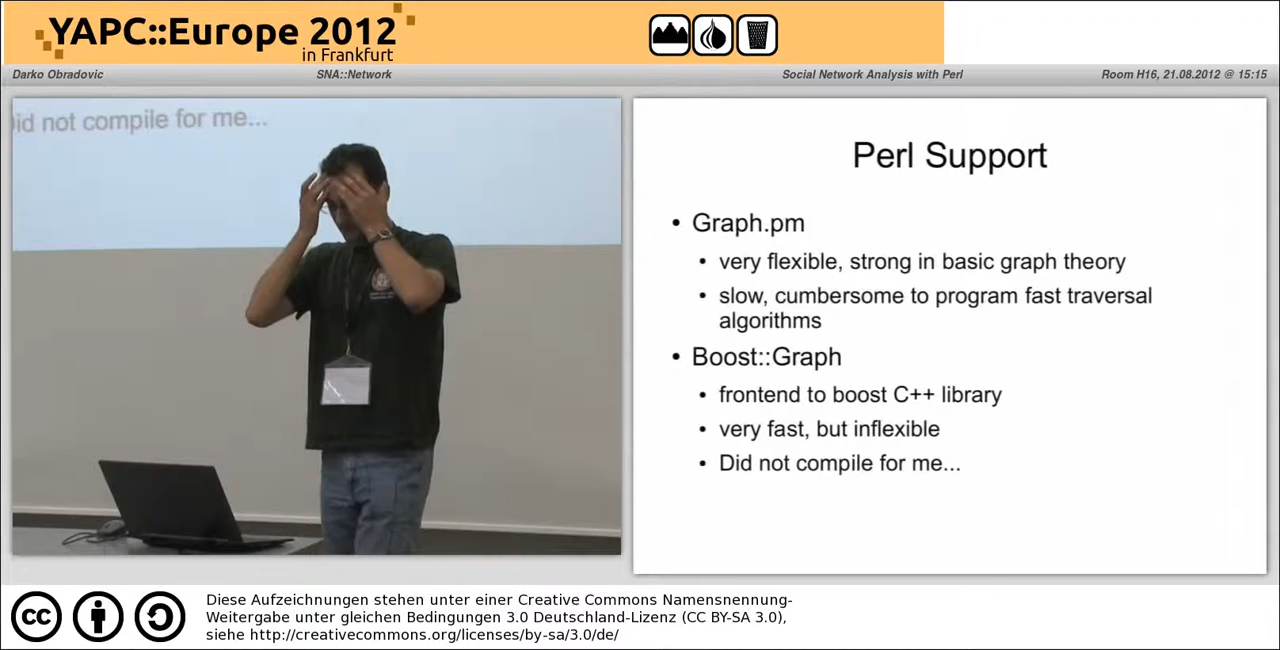 YAPC::Europe 2012
in Frankfurt
Darko Obradovic SNA::Network Social Network Analysis with Perl Room H16, 21.08.2012 @ 15:15
Did not compile for me...
Perl Support
• Graph.pm
• very flexible, strong in basic graph theory
• slow, cumbersome to program fast traversal
algorithms
• Boost::Graph
• frontend to boost C++ library
• very fast, but inflexible
• Did not compile for me...
cc
Diese Aufzeichnungen stehen unter einer Creative Commons Namensnennung-
Weitergabe unter gleichen Bedingungen 3.0 Deutschland-Lizenz (CC BY-SA 3.0),
siehe http://creativecommons.org/licenses/by-sa/3.0/de/